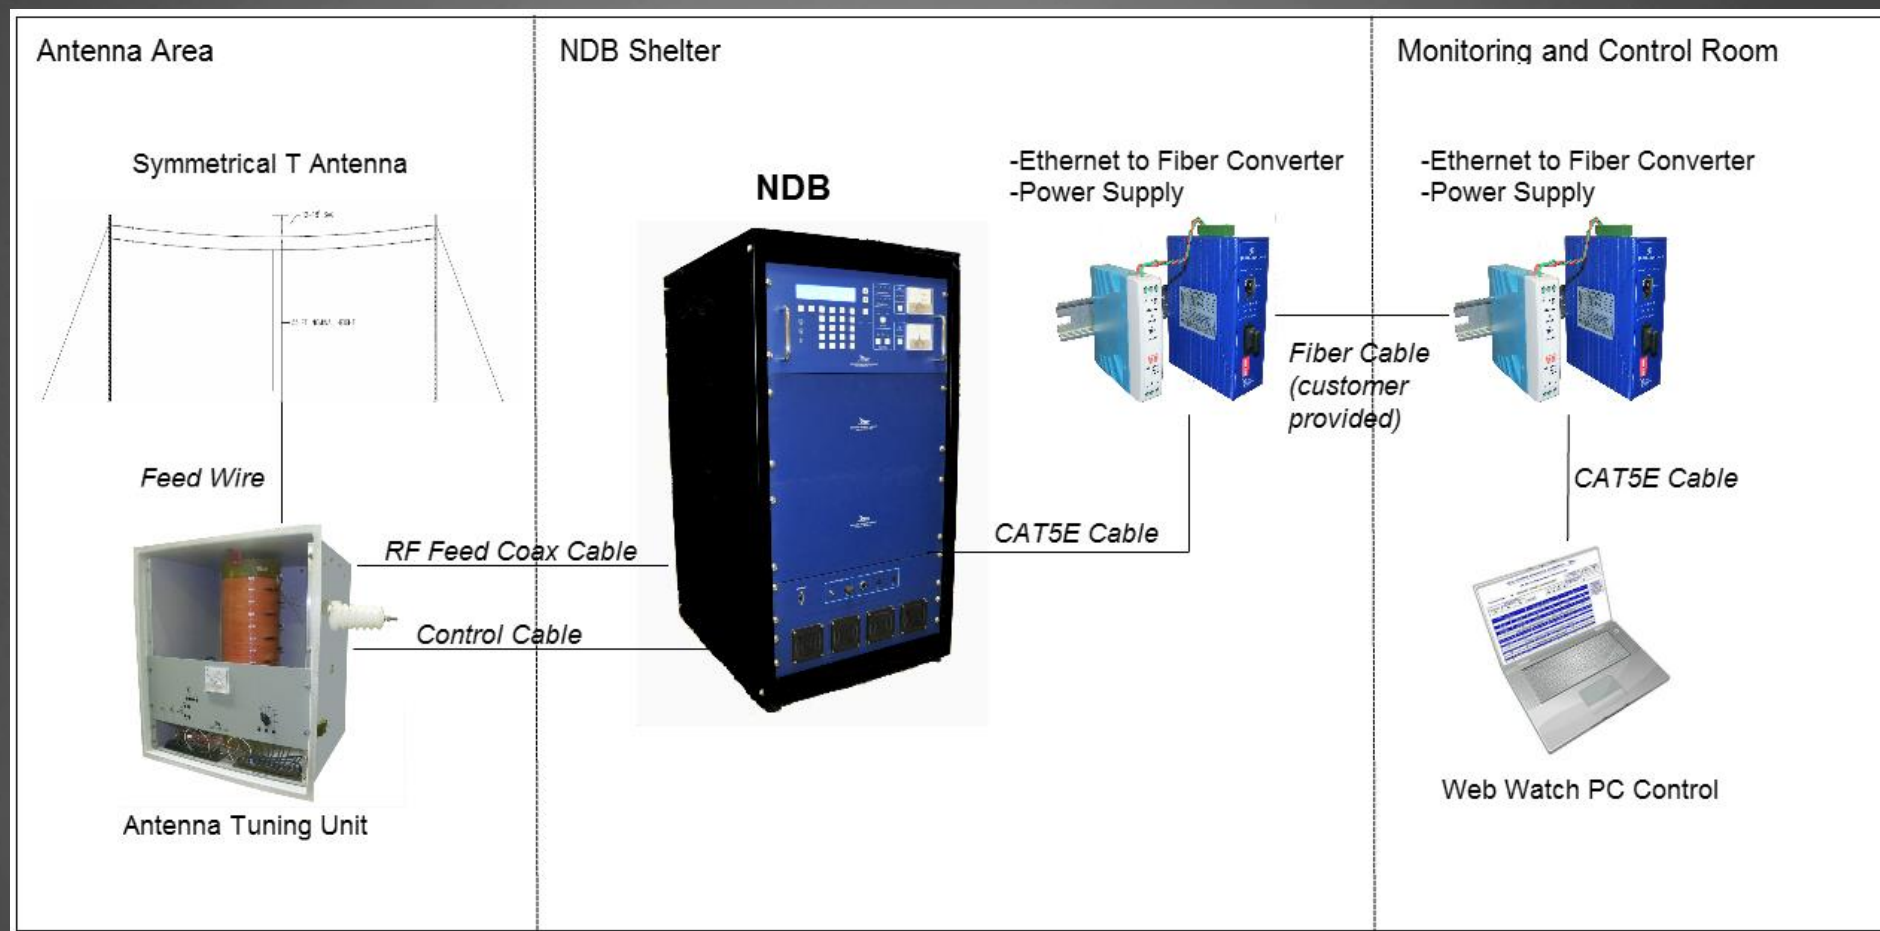 Antenna Area
NDB Shelter
Monitoring and Control Room
Symmetrical T Antenna
NDB
-Ethernet to Fiber Converter
-Power Supply
-Ethernet to Fiber Converter
-Power Supply
Fiber Cable
(customer
provided)
Feed Wire
CAT5E Cable
RF Feed Coax Cable
CAT5E Cable
Control Cable
Web Watch PC Control
Antenna Tuning Unit